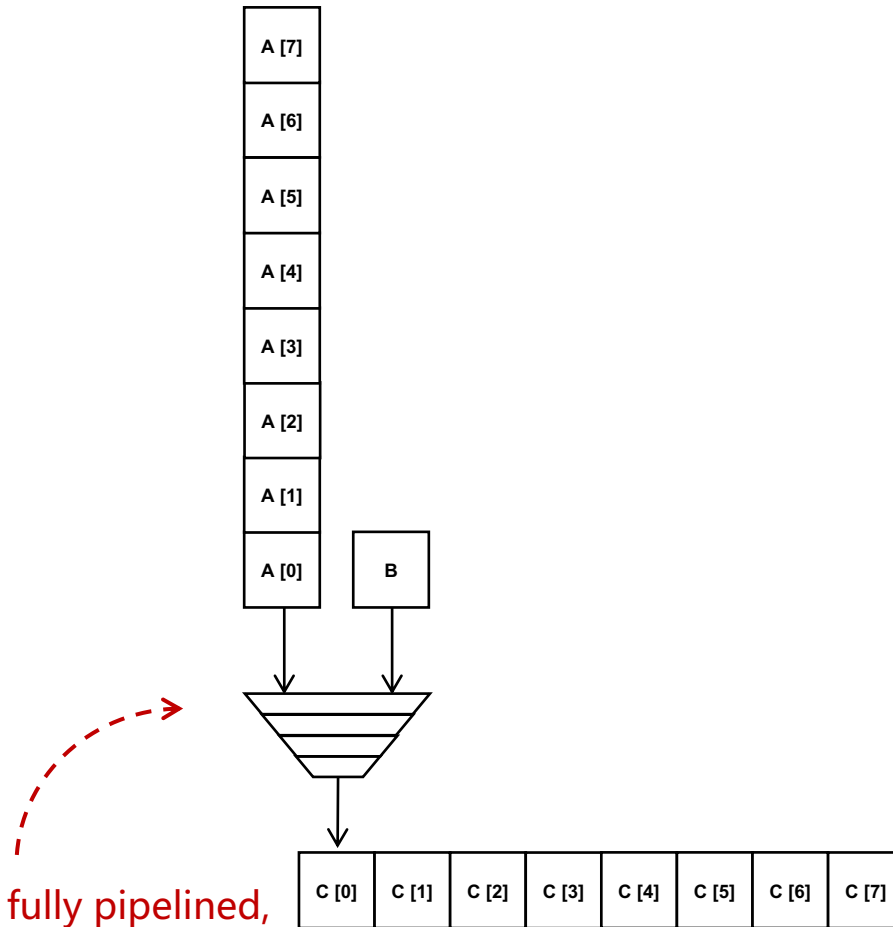 A [7]
A [6]
A [5]
A [4]
A [3]
A [2]
A [1]
A [0] B
fully pipelined,
C [0] C [1] C [2] C [3] C [4] C [5] C [6] C [7]